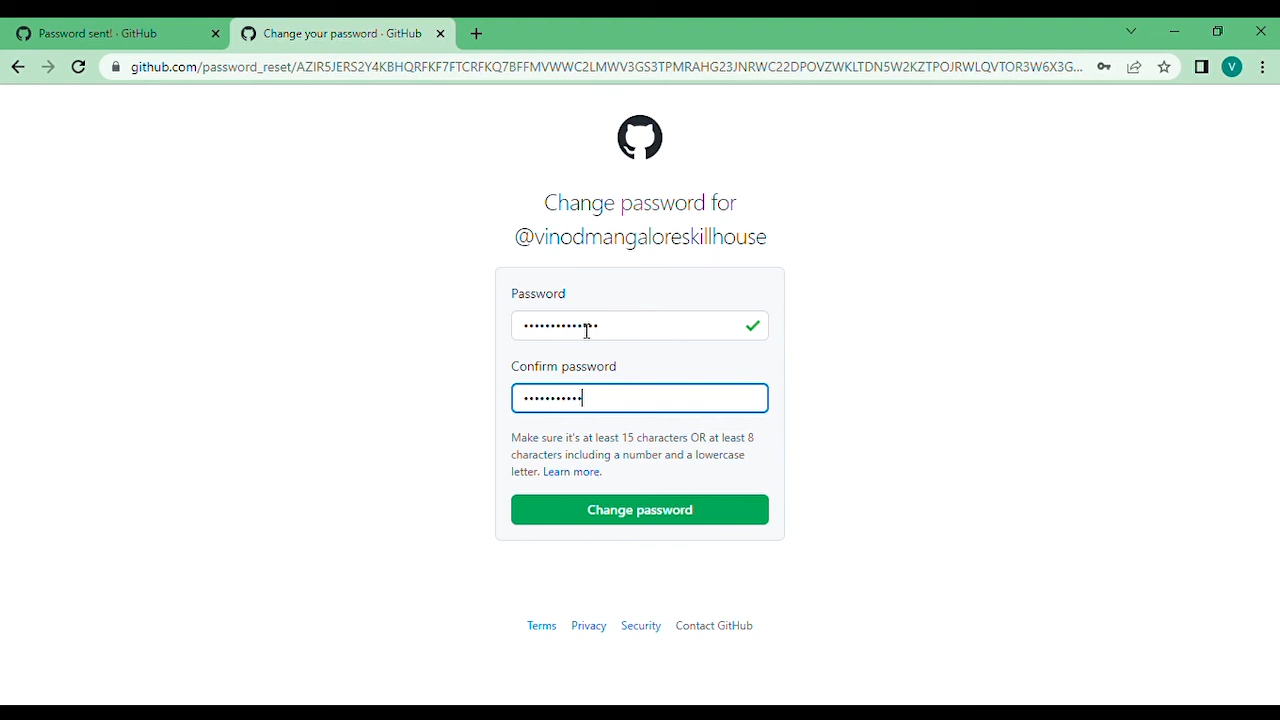 Password sent! · GitHub
Change your password · GitHub
github.com/password_reset/AZIR5JERS2Y4KBHQRFKF7FTCRFKQ7BFFMVWWC2LMWV3GS3TPMRAHG23JNRWC22DPOVZWKLTDN5W2KZTPOJRWLQVTOR3W6X3G...
V
Change password for
@vinodmangaloreskillhouse
Password
••••••••••••••
Confirm password
•••••••••••
Make sure it's at least 15 characters OR at least 8
characters including a number and a lowercase
letter. Learn more.
Change password
Terms Privacy Security Contact GitHub